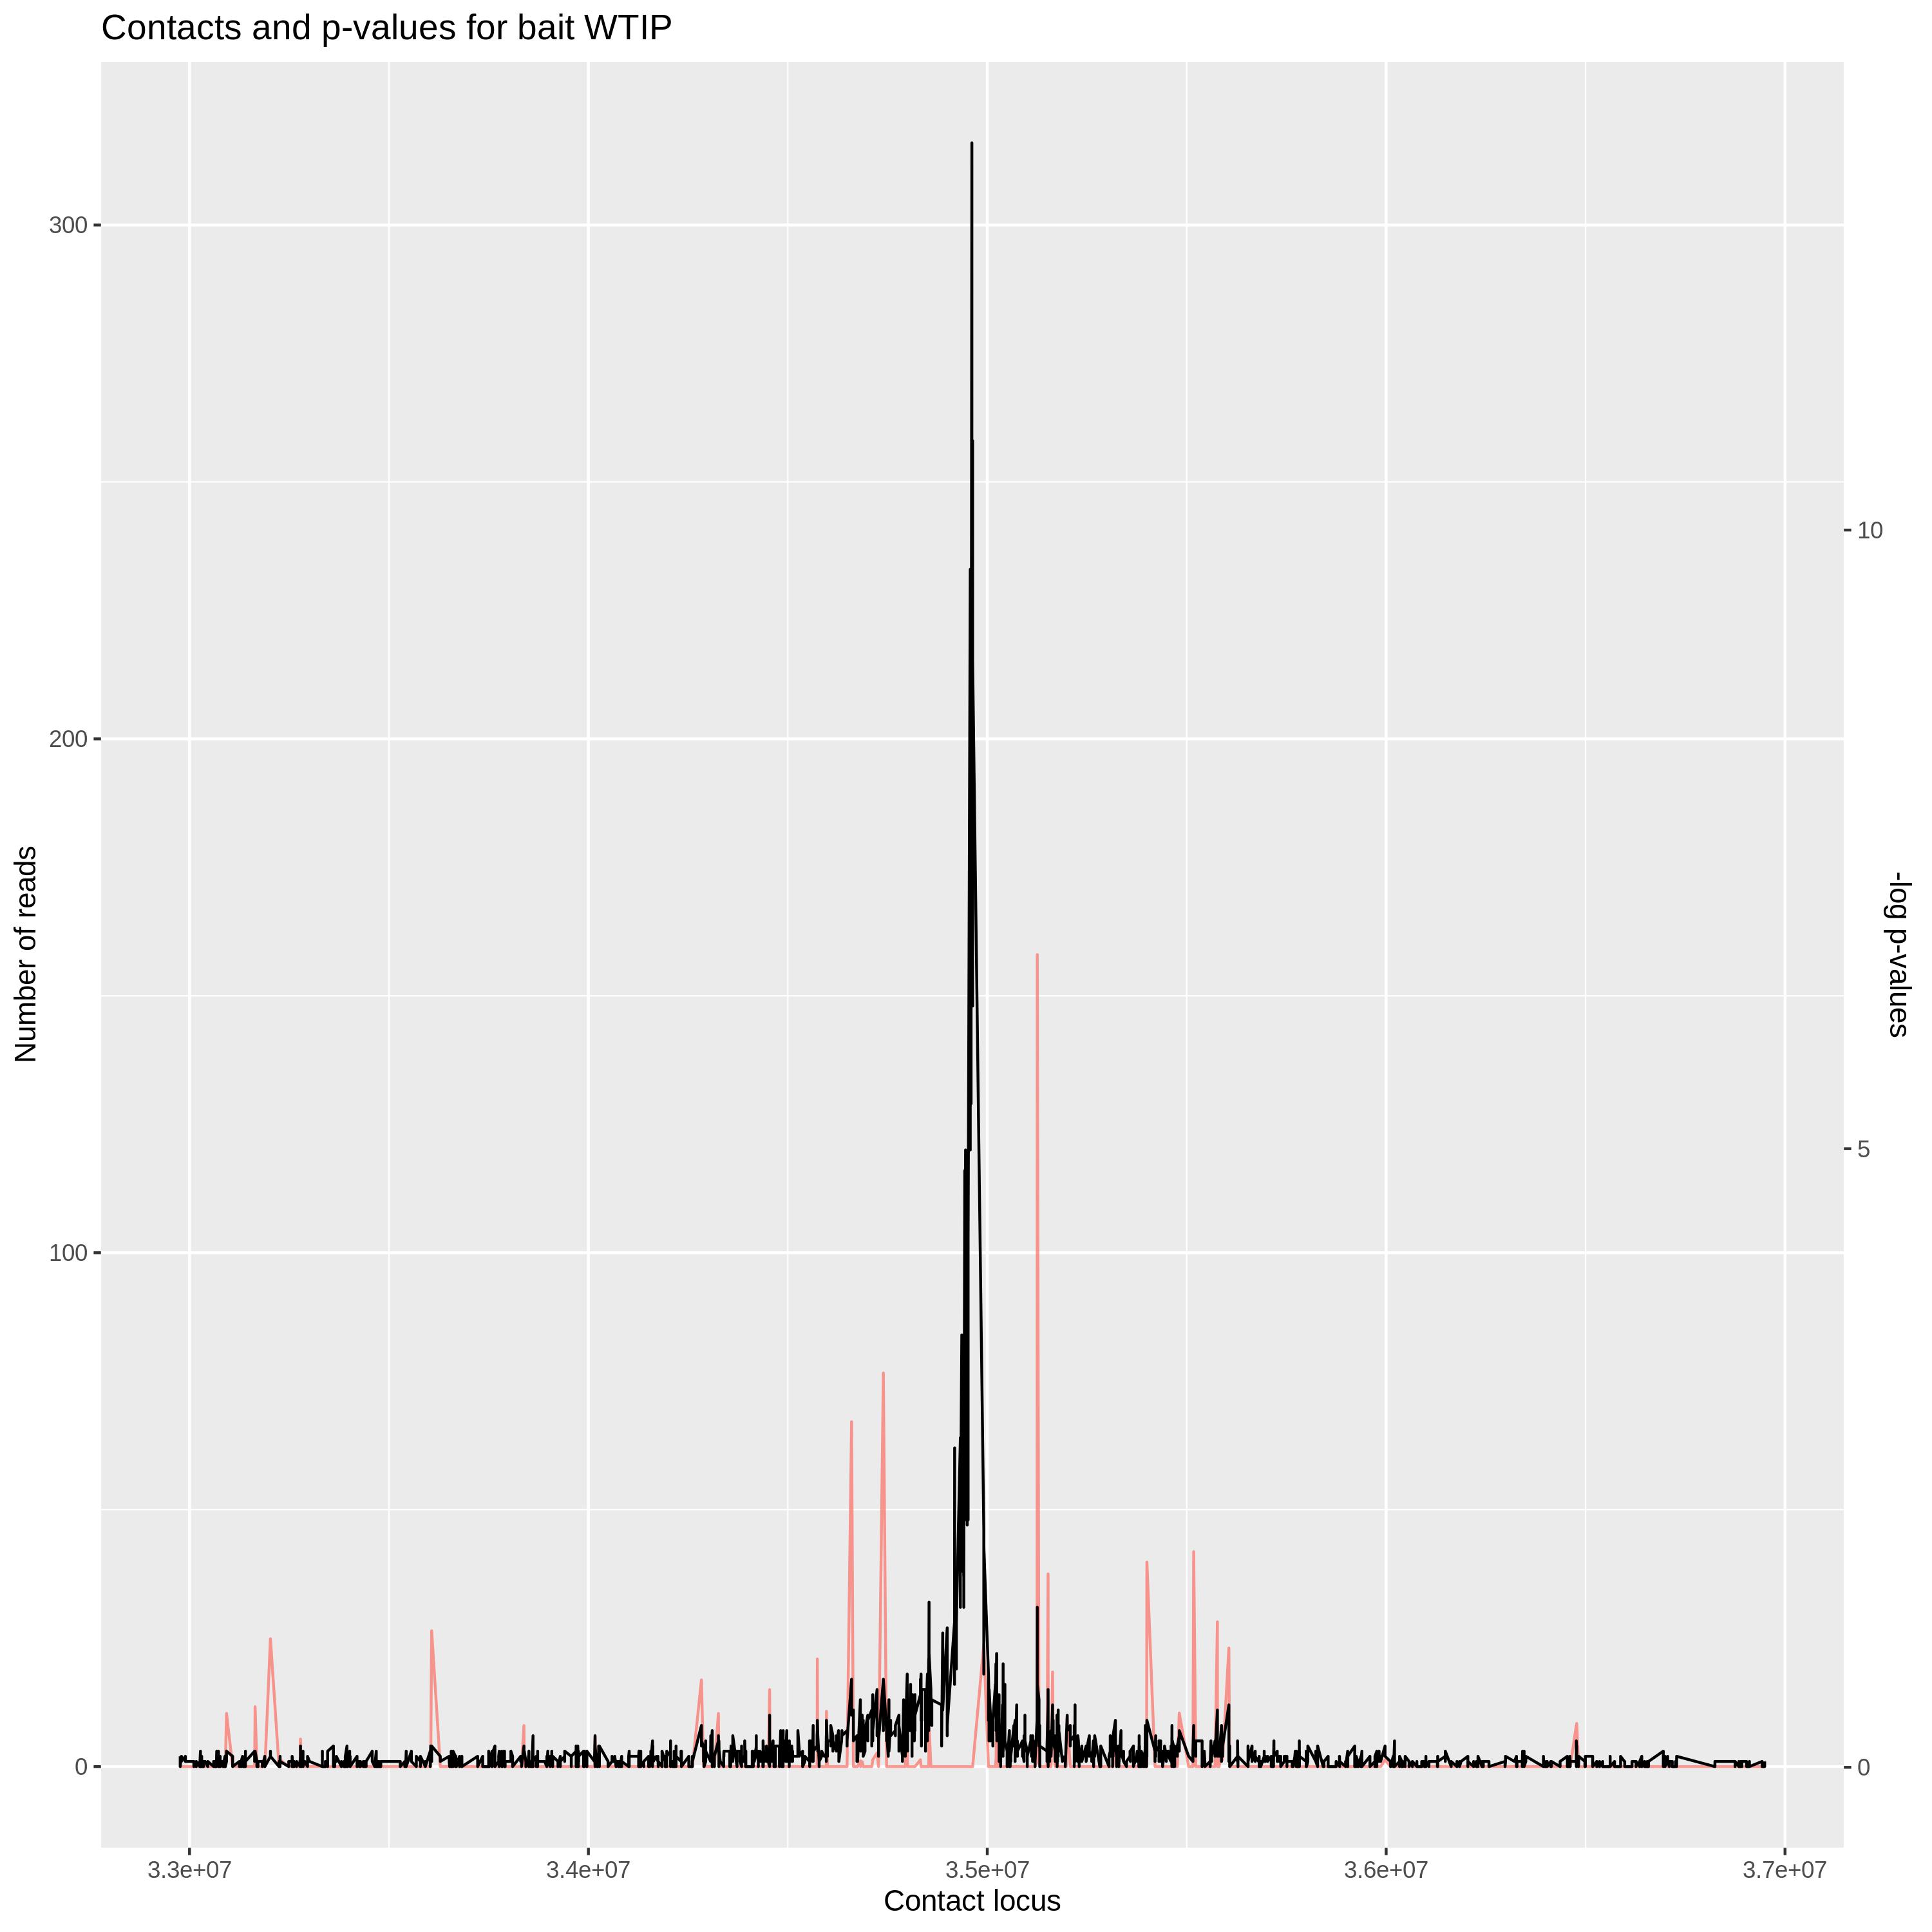 Contacts and p-values for bait WTIP
Number of reads
300
200
100
0
10
5
0
-log p-values
3.3e+07 3.4e+07 3.5e+07 3.6e+07 3.7e+07
Contact locus